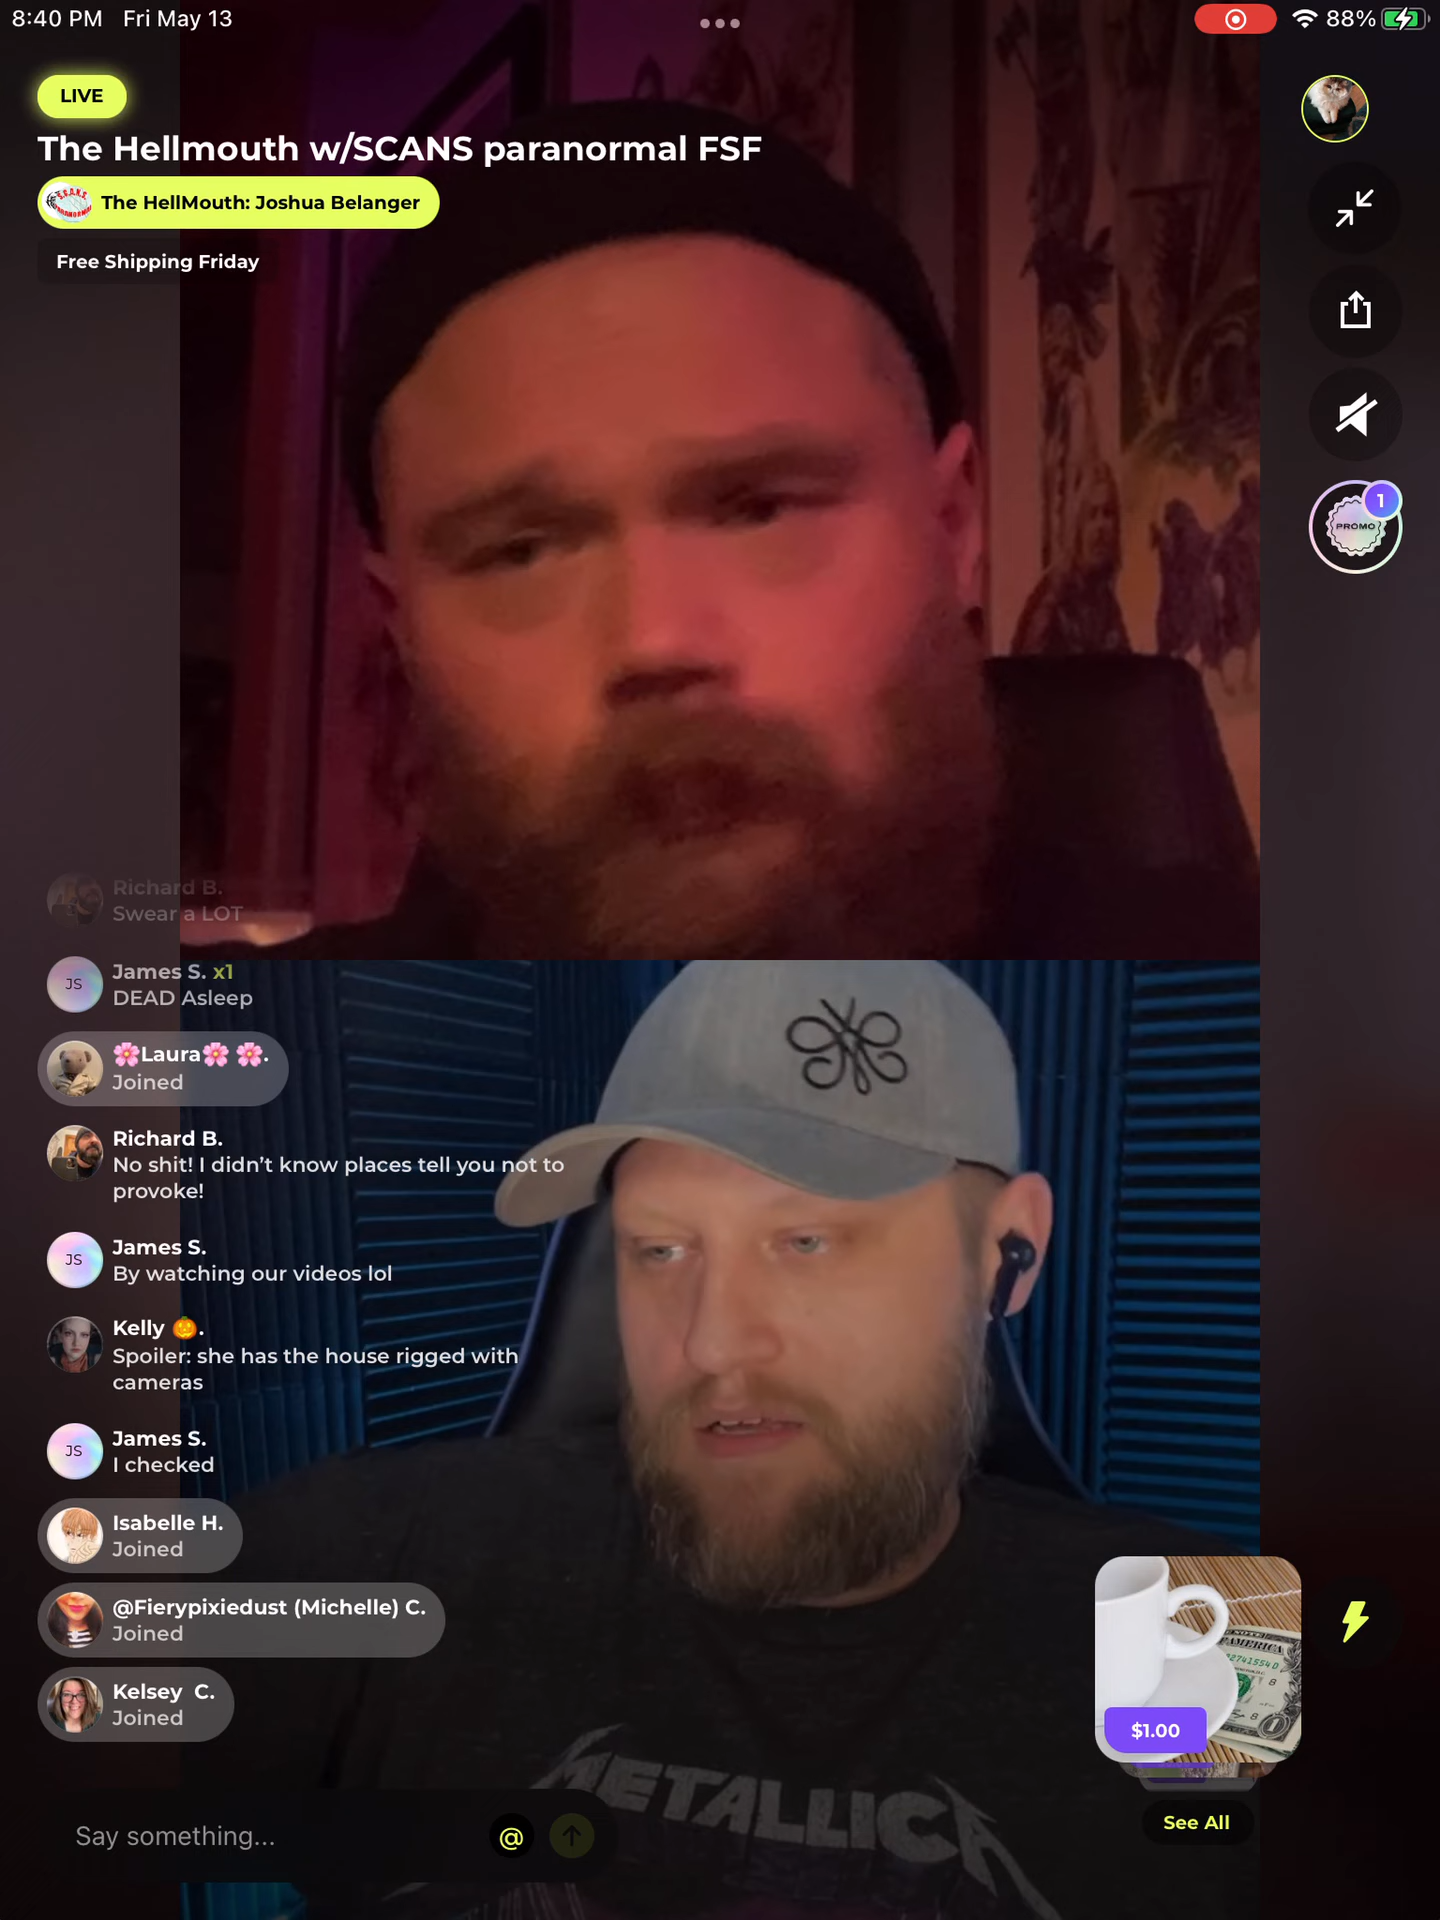 8:40 PM Fri May 13
88%
LIVE
The Hellmouth w/SCANS paranormal FSF
The HellMouth: Joshua Belanger
Free Shipping Friday
1
PROMO
Richard B.
Swear a LOT
JS
James S. x1
DEAD Asleep
🌸Laura🌸 🌸.
Joined
Richard B.
No shit! I didn’t know places tell you not to
provoke!
JS
James S.
By watching our videos lol
Kelly 🎃.
Spoiler: she has the house rigged with
cameras
JS
James S.
I checked
Isabelle H.
Joined
@Fierypixiedust (Michelle) C.
Joined
Kelsey  C.
Joined
METALLICA
$1.00
See All
Say something...
@